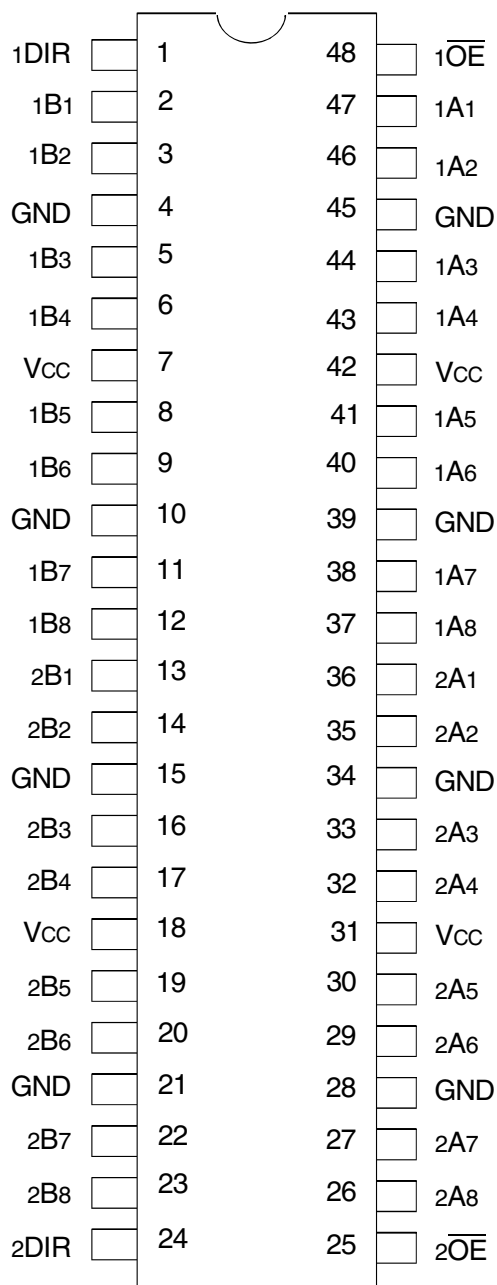 1DIR 1 48 1O̅E̅
1B1 2 47 1A1
1B2 3 46 1A2
GND 4 45 GND
1B3 5 44 1A3
1B4 6 43 1A4
VCC 7 42 VCC
1B5 8 41 1A5
1B6 9 40 1A6
GND 10 39 GND
1B7 11 38 1A7
1B8 12 37 1A8
2B1 13 36 2A1
2B2 14 35 2A2
GND 15 34 GND
2B3 16 33 2A3
2B4 17 32 2A4
VCC 18 31 VCC
2B5 19 30 2A5
2B6 20 29 2A6
GND 21 28 GND
2B7 22 27 2A7
2B8 23 26 2A8
2DIR 24 25 2O̅E̅